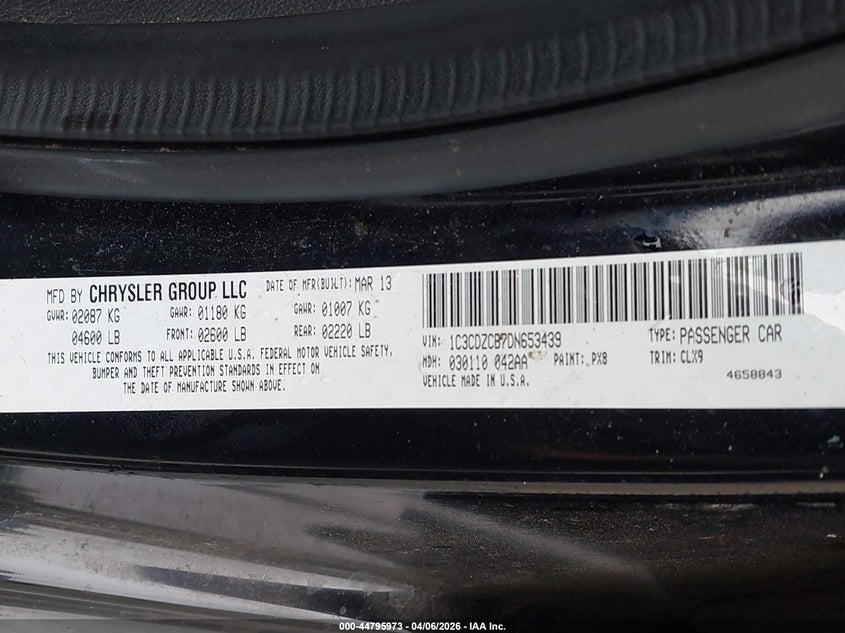 MFD BY CHRYSLER GROUP LLC DATE OF MFR(BUILT): MAR 13
GVWR: 02087 KG GAWR: 01180 KG GAWR: 01007 KG
04600 LB FRONT: 02600 LB REAR: 02220 LB
THIS VEHICLE CONFORMS TO ALL APPLICABLE U.S.A. FEDERAL MOTOR VEHICLE SAFETY,
BUMPER AND THEFT PREVENTION STANDARDS IN EFFECT ON
THE DATE OF MANUFACTURE SHOWN ABOVE.
VIN: 1C3CDZCB7DN653439 TYPE: PASSENGER CAR
MDH: 030110 042AA PAINT: PX8 TRIM: CLX9
VEHICLE MADE IN U.S.A. 4658843
000-44795973 - 04/06/2026 - IAA Inc.